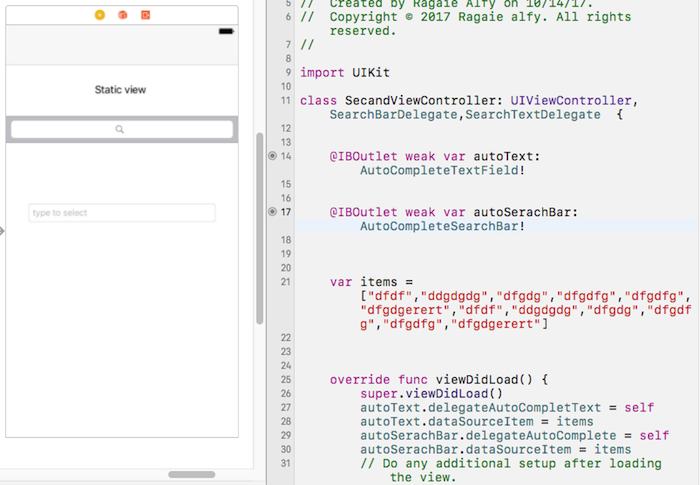 Static view
type to select
5 // Created by Ragaie Alfy on 10/14/17.
6 // Copyright © 2017 Ragaie alfy. All rights
reserved.
7 //
8
9 import UIKit
10
11 class SecandViewController: UIViewController,
SearchBarDelegate,SearchTextDelegate {
12
13
14 @IBOutlet weak var autoText:
AutoCompleteTextField!
15
16
17 @IBOutlet weak var autoSerachBar:
AutoCompleteSearchBar!
18
19
20
21 var items =
["dfdf","ddgdgdg","dfgdg","dfgdfg","dfgdfg",
"dfgdgerert","dfdf","ddgdgdg","dfgdg","dfgdf
g","dfgdfg","dfgdgerert"]
22
23
24
25 override func viewDidLoad() {
26 super.viewDidLoad()
27 autoText.delegateAutoCompletText = self
28 autoText.dataSourceItem = items
29 autoSerachBar.delegateAutoComplete = self
30 autoSerachBar.dataSourceItem = items
31 // Do any additional setup after loading
the view.